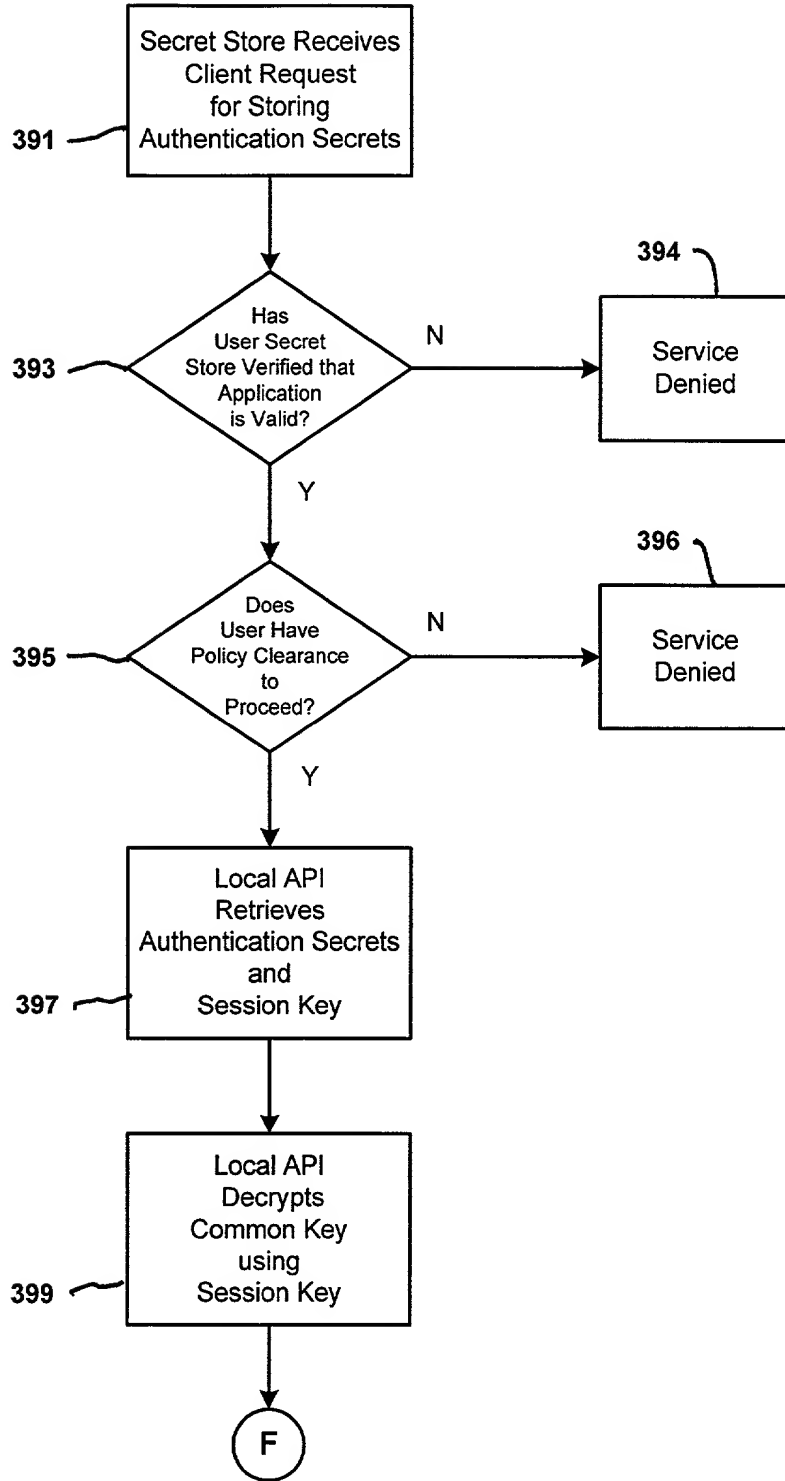 Secret Store Receives
Client Request
for Storing
Authentication Secrets
391
394
Has
User Secret
Store Verified that
Application
is Valid?
393
N
Service
Denied
Y
396
Does
User Have
Policy Clearance
to
Proceed?
395
N
Service
Denied
Y
Local API
Retrieves
Authentication Secrets
and
Session Key
397
Local API
Decrypts
Common Key
using
Session Key
399
F